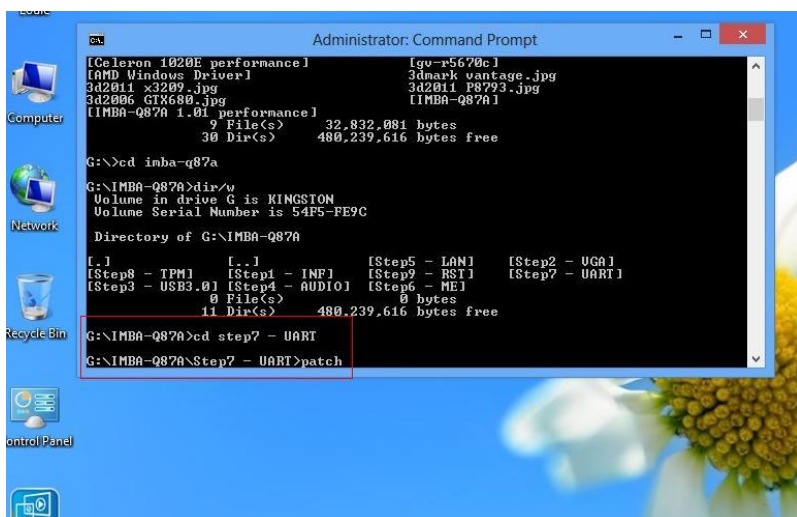 Administrator: Command Prompt
[Celeron 1020E performance] [gv-r5670c]
[AMD Windows Driver] 3dmark vantage.jpg
3d2011 x3209.jpg 3d2011 P8793.jpg
3d2006 GTX680.jpg [IMBA-Q87A]
[IMBA-Q87A 1.01 performance]
9 File(s) 32,832,081 bytes
30 Dir(s) 480,239,616 bytes free
G:\>cd imba-q87a
G:\IMBA-Q87A>dir/w
Volume in drive G is KINGSTON
Volume Serial Number is 54F5-FE9C
Directory of G:\IMBA-Q87A
[.] [..] [Step5 - LAN] [Step2 - VGA]
[Step8 - TPM] [Step1 - INF] [Step9 - RST] [Step7 - UART]
[Step3 - USB3.0] [Step4 - AUDIO] [Step6 - ME]
0 File(s) 0 bytes
11 Dir(s) 480,239,616 bytes free
G:\IMBA-Q87A>cd step7 - UART
G:\IMBA-Q87A\Step7 - UART>patch
Computer
Network
Recycle Bin
ontrol Panel